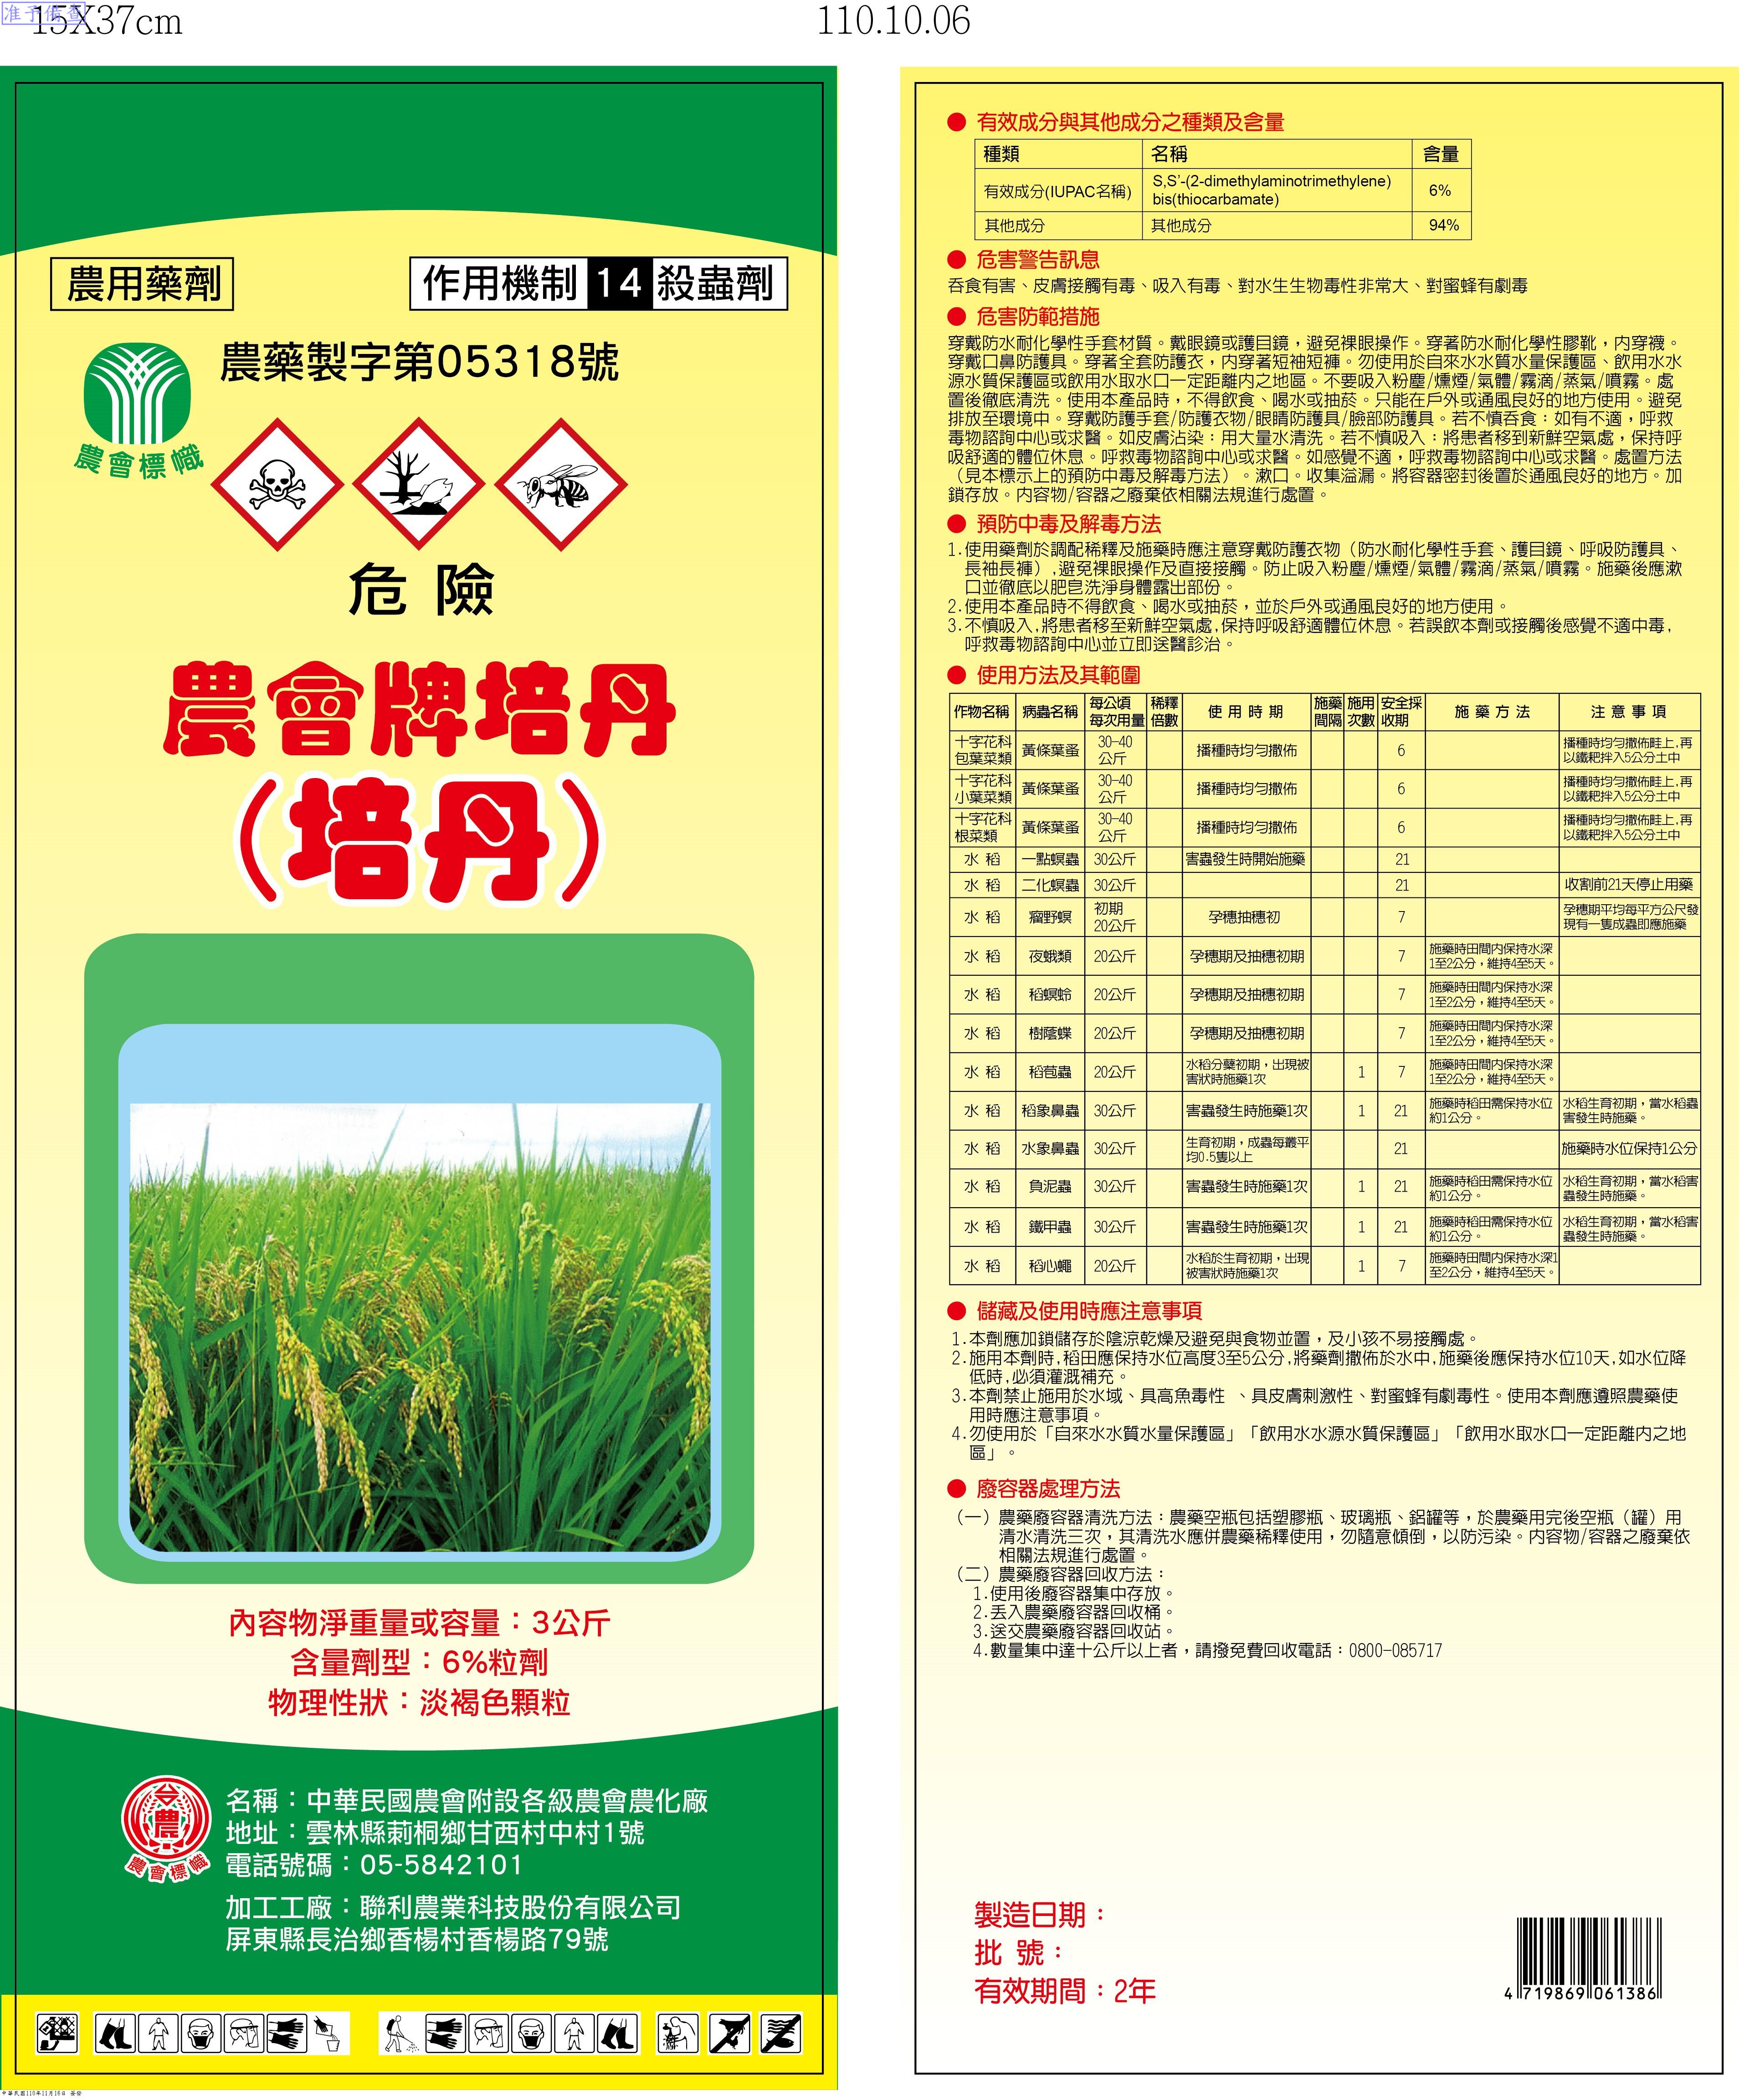 准予備查
15X37cm
110.10.06
農用藥劑
作用機制 14 殺蟲劑
農藥製字第05318號
農會標幟
危險
農會牌培丹
(培丹)
內容物淨重量或容量：3公斤
含量劑型：6%粒劑
物理性狀：淡褐色顆粒
農
農會標幟
名稱：中華民國農會附設各級農會農化廠
地址：雲林縣莿桐鄉甘西村中村1號
電話號碼：05-5842101
加工工廠：聯利農業科技股份有限公司
屏東縣長治鄉香楊村香楊路79號
中華民國110年11月16日 簽發
● 有效成分與其他成分之種類及含量
種類 名稱 含量
有效成分(IUPAC名稱) S,S’-(2-dimethylaminotrimethylene) 6%
bis(thiocarbamate)
其他成分 其他成分 94%
● 危害警告訊息
吞食有害、皮膚接觸有毒、吸入有毒、對水生生物毒性非常大、對蜜蜂有劇毒
● 危害防範措施
穿戴防水耐化學性手套材質。戴眼鏡或護目鏡，避免裸眼操作。穿著防水耐化學性膠靴，內穿襪。
穿戴口鼻防護具。穿著全套防護衣，內穿著短袖短褲。勿使用於自來水水質水量保護區、飲用水水
源水質保護區或飲用水取水口一定距離內之地區。不要吸入粉塵/燻煙/氣體/霧滴/蒸氣/噴霧。處
置後徹底清洗。使用本產品時，不得飲食、喝水或抽菸。只能在戶外或通風良好的地方使用。避免
排放至環境中。穿戴防護手套/防護衣物/眼睛防護具/臉部防護具。若不慎吞食：如有不適，呼救
毒物諮詢中心或求醫。如皮膚沾染：用大量水清洗。若不慎吸入：將患者移到新鮮空氣處，保持呼
吸舒適的體位休息。呼救毒物諮詢中心或求醫。如感覺不適，呼救毒物諮詢中心或求醫。處置方法
（見本標示上的預防中毒及解毒方法）。漱口。收集溢漏。將容器密封後置於通風良好的地方。加
鎖存放。內容物/容器之廢棄依相關法規進行處置。
● 預防中毒及解毒方法
1.使用藥劑於調配稀釋及施藥時應注意穿戴防護衣物（防水耐化學性手套、護目鏡、呼吸防護具、
長袖長褲）,避免裸眼操作及直接接觸。防止吸入粉塵/燻煙/氣體/霧滴/蒸氣/噴霧。施藥後應漱
口並徹底以肥皂洗淨身體露出部份。
2.使用本產品時不得飲食、喝水或抽菸，並於戶外或通風良好的地方使用。
3.不慎吸入,將患者移至新鮮空氣處,保持呼吸舒適體位休息。若誤飲本劑或接觸後感覺不適中毒,
呼救毒物諮詢中心並立即送醫診治。
● 使用方法及其範圍
作物名稱 病蟲名稱 每公頃每次用量 稀釋倍數 使用時期 施藥間隔 施用次數 安全採收期 施藥方法 注意事項
十字花科包葉菜類 黃條葉蚤 30-40公斤 播種時均勻撒佈 6 播種時均勻撒佈畦上,再以鐵耙拌入5公分土中
十字花科小葉菜類 黃條葉蚤 30-40公斤 播種時均勻撒佈 6 播種時均勻撒佈畦上,再以鐵耙拌入5公分土中
十字花科根菜類 黃條葉蚤 30-40公斤 播種時均勻撒佈 6 播種時均勻撒佈畦上,再以鐵耙拌入5公分土中
水稻 一點螟蟲 30公斤 害蟲發生時開始施藥 21
水稻 二化螟蟲 30公斤 21 收割前21天停止用藥
水稻 瘤野螟 初期20公斤 孕穗抽穗初 7 孕穗期平均每平方公尺發現有一隻成蟲即應施藥
水稻 夜蛾類 20公斤 孕穗期及抽穗初期 7 施藥時田間內保持水深1至2公分，維持4至5天。
水稻 稻螟蛉 20公斤 孕穗期及抽穗初期 7 施藥時田間內保持水深1至2公分，維持4至5天。
水稻 樹蔭蝶 20公斤 孕穗期及抽穗初期 7 施藥時田間內保持水深1至2公分，維持4至5天。
水稻 稻苞蟲 20公斤 水稻分蘗初期，出現被害狀時施藥1次 1 7 施藥時田間內保持水深1至2公分，維持4至5天。
水稻 稻象鼻蟲 30公斤 害蟲發生時施藥1次 1 21 施藥時稻田需保持水位約1公分。 水稻生育初期，當水稻蟲害發生時施藥。
水稻 水象鼻蟲 30公斤 生育初期，成蟲每叢平均0.5隻以上 21 施藥時水位保持1公分
水稻 負泥蟲 30公斤 害蟲發生時施藥1次 1 21 施藥時稻田需保持水位約1公分。 水稻生育初期，當水稻害蟲發生時施藥。
水稻 鐵甲蟲 30公斤 害蟲發生時施藥1次 1 21 施藥時稻田需保持水位約1公分。 水稻生育初期，當水稻害蟲發生時施藥。
水稻 稻心蠅 20公斤 水稻於生育初期，出現被害狀時施藥1次 1 7 施藥時田間內保持水深1至2公分，維持4至5天。
● 儲藏及使用時應注意事項
1.本劑應加鎖儲存於陰涼乾燥及避免與食物並置，及小孩不易接觸處。
2.施用本劑時,稻田應保持水位高度3至5公分,將藥劑撒佈於水中,施藥後應保持水位10天,如水位降
低時,必須灌溉補充。
3.本劑禁止施用於水域、具高魚毒性 、具皮膚刺激性、對蜜蜂有劇毒性。使用本劑應遵照農藥使
用時應注意事項。
4.勿使用於「自來水水質水量保護區」「飲用水水源水質保護區」「飲用水取水口一定距離內之地
區」。
● 廢容器處理方法
（一）農藥廢容器清洗方法：農藥空瓶包括塑膠瓶、玻璃瓶、鋁罐等，於農藥用完後空瓶（罐）用
清水清洗三次，其清洗水應併農藥稀釋使用，勿隨意傾倒，以防污染。內容物/容器之廢棄依
相關法規進行處置。
（二）農藥廢容器回收方法：
1.使用後廢容器集中存放。
2.丟入農藥廢容器回收桶。
3.送交農藥廢容器回收站。
4.數量集中達十公斤以上者，請撥免費回收電話：0800-085717
製造日期：
批 號：
有效期間：2年
4 719869 061386